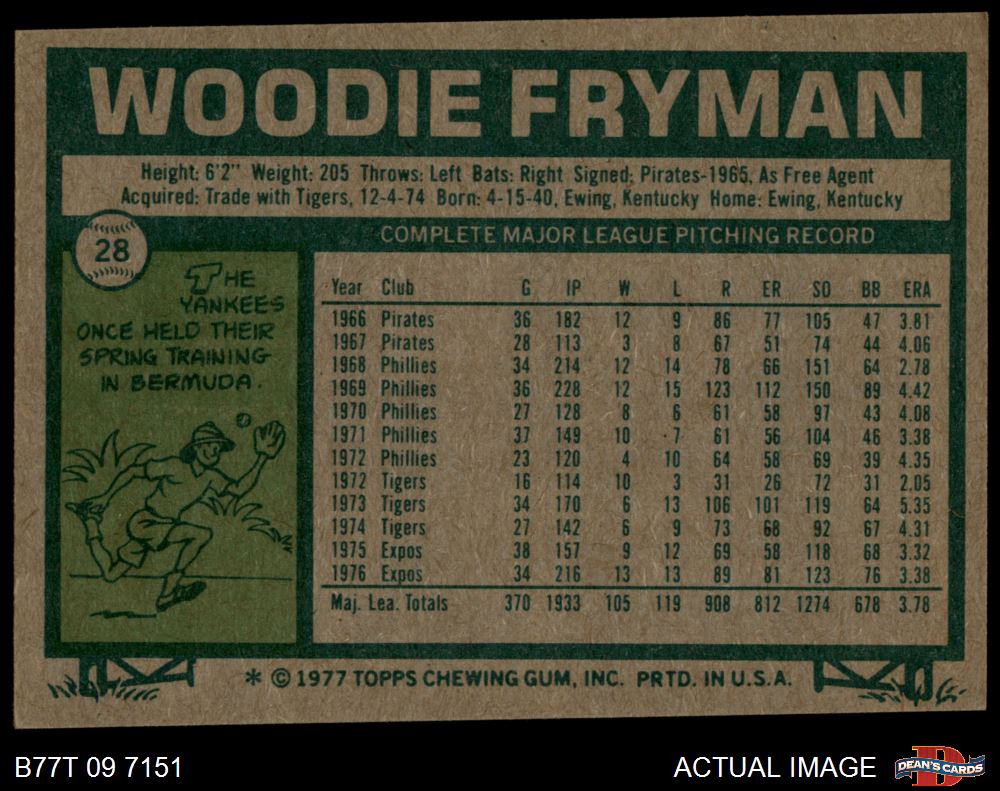 WOODIE FRYMAN
Height: 6'2" Weight: 205 Throws: Left Bats: Right Signed: Pirates-1965, As Free Agent
Acquired: Trade with Tigers, 12-4-74 Born: 4-15-40, Ewing, Kentucky Home: Ewing, Kentucky
28
THE
YANKEES
ONCE HELD THEIR
SPRING TRAINING
IN BERMUDA.
COMPLETE MAJOR LEAGUE PITCHING RECORD
Year Club G IP W L R ER SO BB ERA
1966 Pirates 36 182 12 9 86 77 105 47 3.81
1967 Pirates 28 113 3 8 67 51 74 44 4.06
1968 Phillies 34 214 12 14 78 66 151 64 2.78
1969 Phillies 36 228 12 15 123 112 150 89 4.42
1970 Phillies 27 128 8 6 61 58 97 43 4.08
1971 Phillies 37 149 10 7 61 56 104 46 3.38
1972 Phillies 23 120 4 10 64 58 69 39 4.35
1972 Tigers 16 114 10 3 31 26 72 31 2.05
1973 Tigers 34 170 6 13 106 101 119 64 5.35
1974 Tigers 27 142 6 9 73 68 92 67 4.31
1975 Expos 38 157 9 12 69 58 118 68 3.32
1976 Expos 34 216 13 13 89 81 123 76 3.38
Maj. Lea. Totals 370 1933 105 119 908 812 1274 678 3.78
* © 1977 TOPPS CHEWING GUM, INC. PRTD. IN U.S.A.
B77T 09 7151
ACTUAL IMAGE
D
DEAN'S CARDS